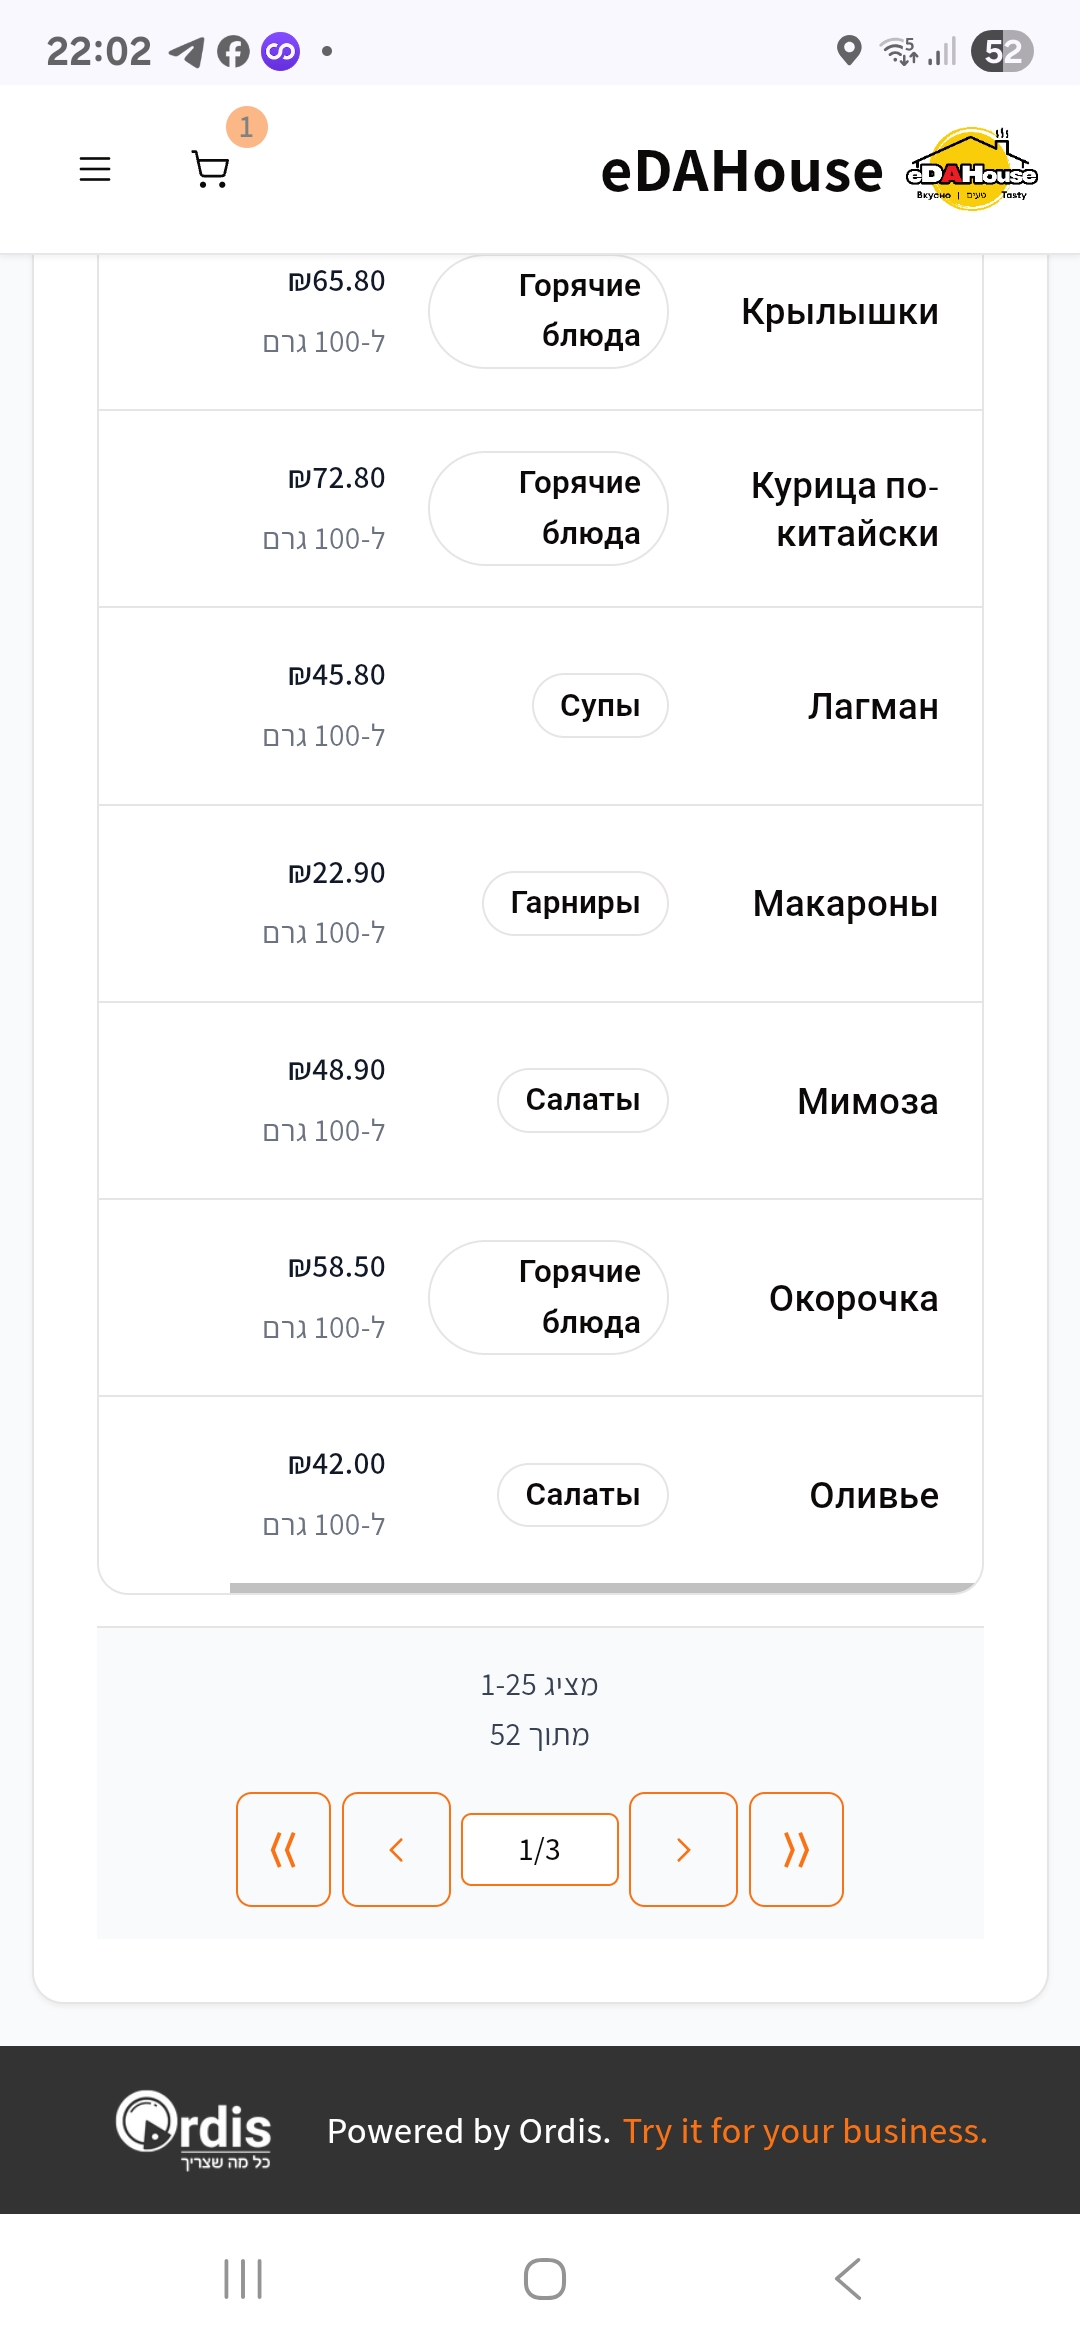 22:02
52
1
eDAHouse
eDAHouse
Вкусно | טעים | Tasty
Крылышки
Горячие
блюда
₪65.80
ל-100 גרם
Курица по-
китайски
Горячие
блюда
₪72.80
ל-100 גרם
Лагман
Супы
₪45.80
ל-100 גרם
Макароны
Гарниры
₪22.90
ל-100 גרם
Мимоза
Салаты
₪48.90
ל-100 גרם
Окорочка
Горячие
блюда
₪58.50
ל-100 גרם
Оливье
Салаты
₪42.00
ל-100 גרם
מציג 1-25
מתוך 52
1/3
Ordis
כל מה שצריך
Powered by Ordis. Try it for your business.